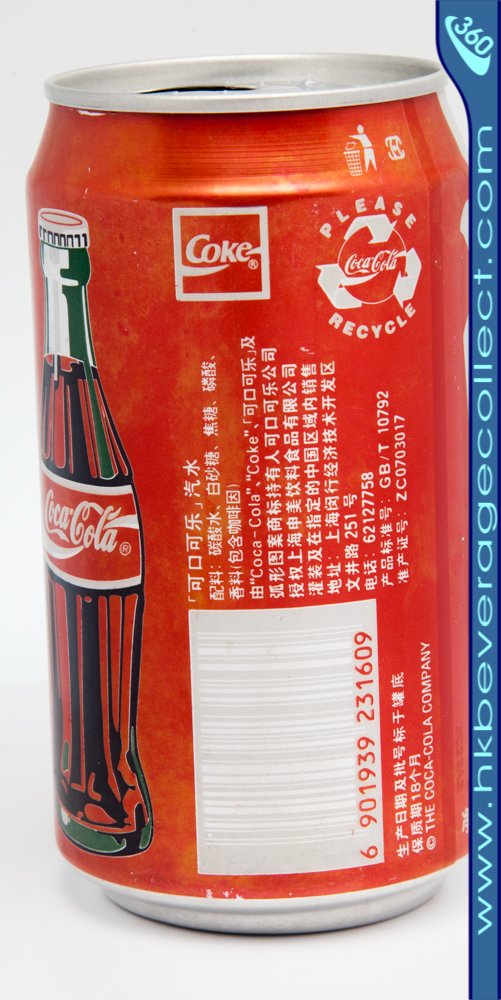 Coke®
PLEASE
Coca-Cola
RECYCLE
Coca-Cola®
「可口可乐」汽水
配料：碳酸水、白砂糖、焦糖、磷酸、
香料(包含咖啡因)
由"Coca-Cola"、"Coke"、「可口可乐」及
弧形图案商标持有人可口可乐公司
授权上海申美饮料食品有限公司
灌装及在指定的中国区域内销售
地址：上海闵行经济技术开发区
文井路251号
电话：62127758
产品标准号：GB/T 10792
准产证号：ZC0703017
6 901939 231609
生产日期及批号标于罐底
保质期18个月
© THE COCA-COLA COMPANY
360
www.hkbeveragecollect.com